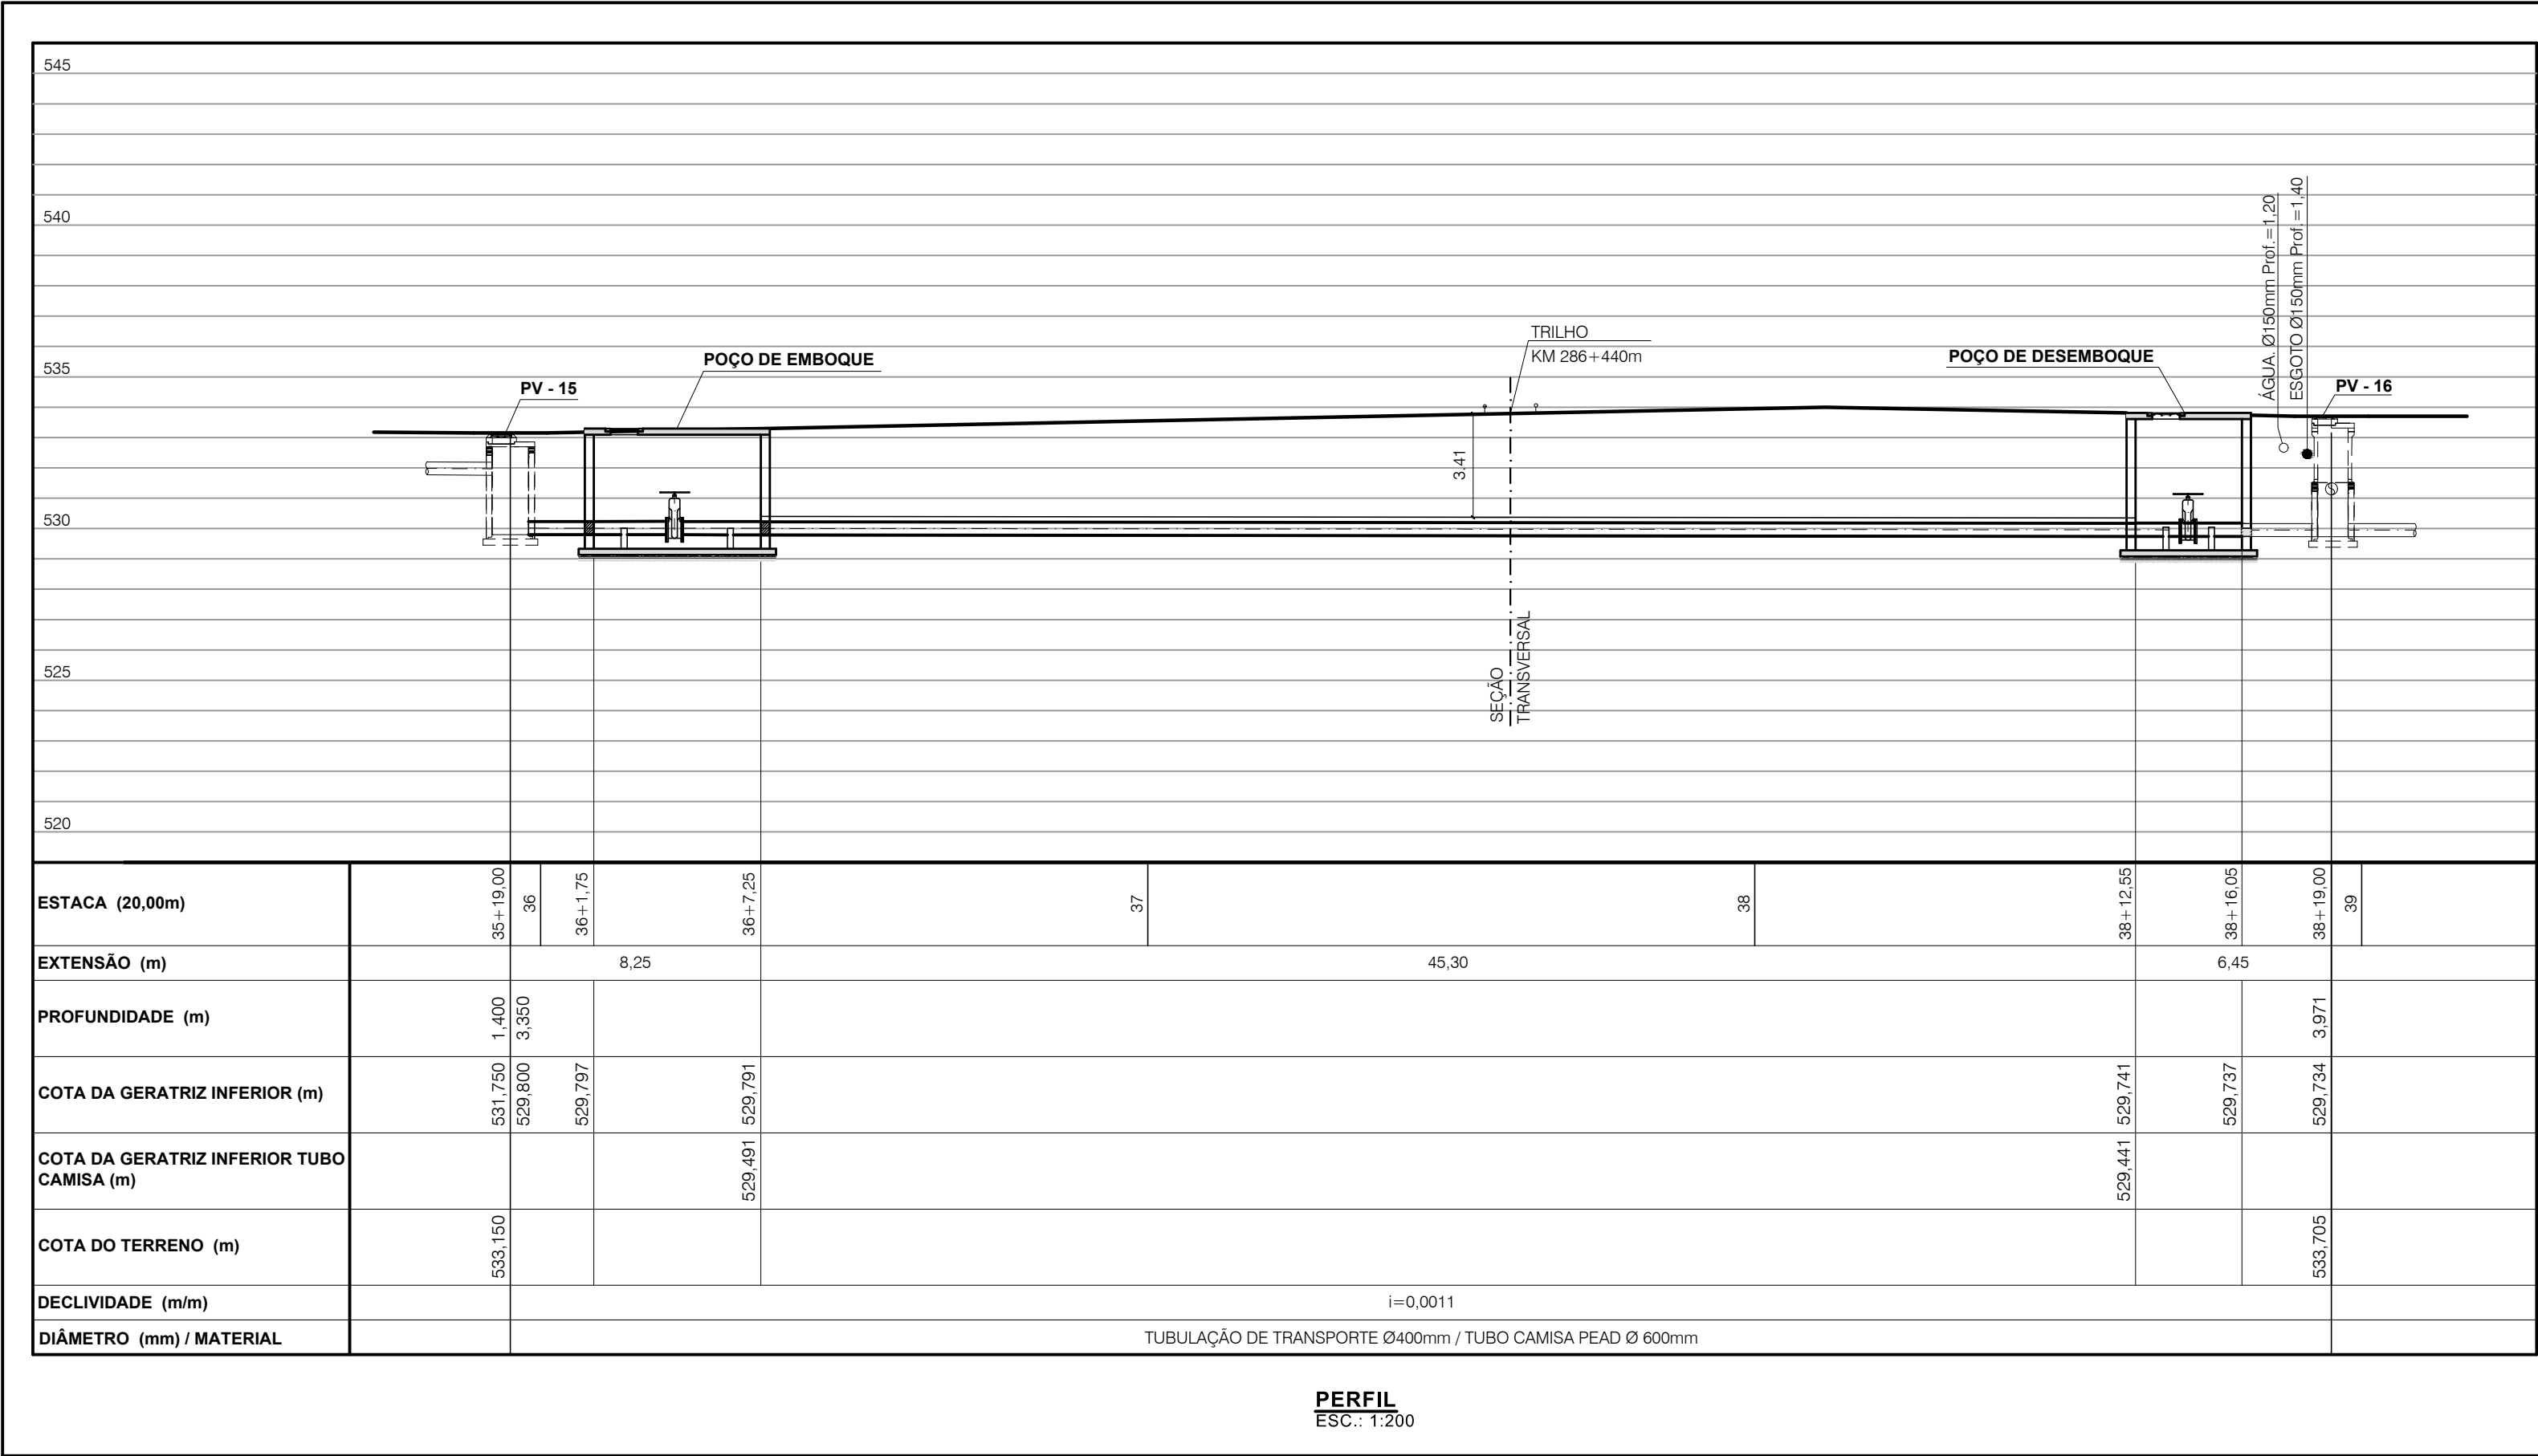 545
540
535
530
525
520
PV - 15
POÇO DE EMBOQUE
TRILHO
KM 286+440m
POÇO DE DESEMBOQUE
ÁGUA. Ø150mm Prof.=1,20
ESGOTO Ø150mm Prof.=1,40
PV - 16
3.41
SEÇÃO
TRANSVERSAL
ESTACA (20,00m)
35+19,00
36
36+1,75
36+7,25
37
38
38+12,55
38+16,05
38+19,00
39
EXTENSÃO (m)
8,25
45,30
6,45
PROFUNDIDADE (m)
1,400
3,350
3,971
COTA DA GERATRIZ INFERIOR (m)
531,750
529,800
529,797
529,791
529,741
529,737
529,734
COTA DA GERATRIZ INFERIOR TUBO
CAMISA (m)
529,491
529,441
COTA DO TERRENO (m)
533,150
533,705
DECLIVIDADE (m/m)
i=0,0011
DIÂMETRO (mm) / MATERIAL
TUBULAÇÃO DE TRANSPORTE Ø400mm / TUBO CAMISA PEAD Ø 600mm
PERFIL
ESC.: 1:200